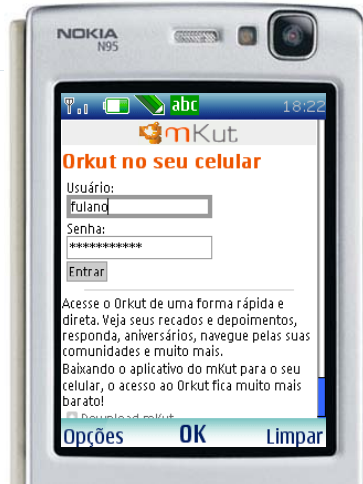 NOKIA
N95
abc
18:22
mKut
Orkut no seu celular
Usuário:
fulano
Senha:
***********
Entrar
Acesse o Orkut de uma forma rápida e
direta. Veja seus recados e depoimentos,
responda, aniversários, navegue pelas suas
comunidades e muito mais.
Baixando o aplicativo do mKut para o seu
celular, o acesso ao Orkut fica muito mais
barato!
Download mKut
Opções OK Limpar